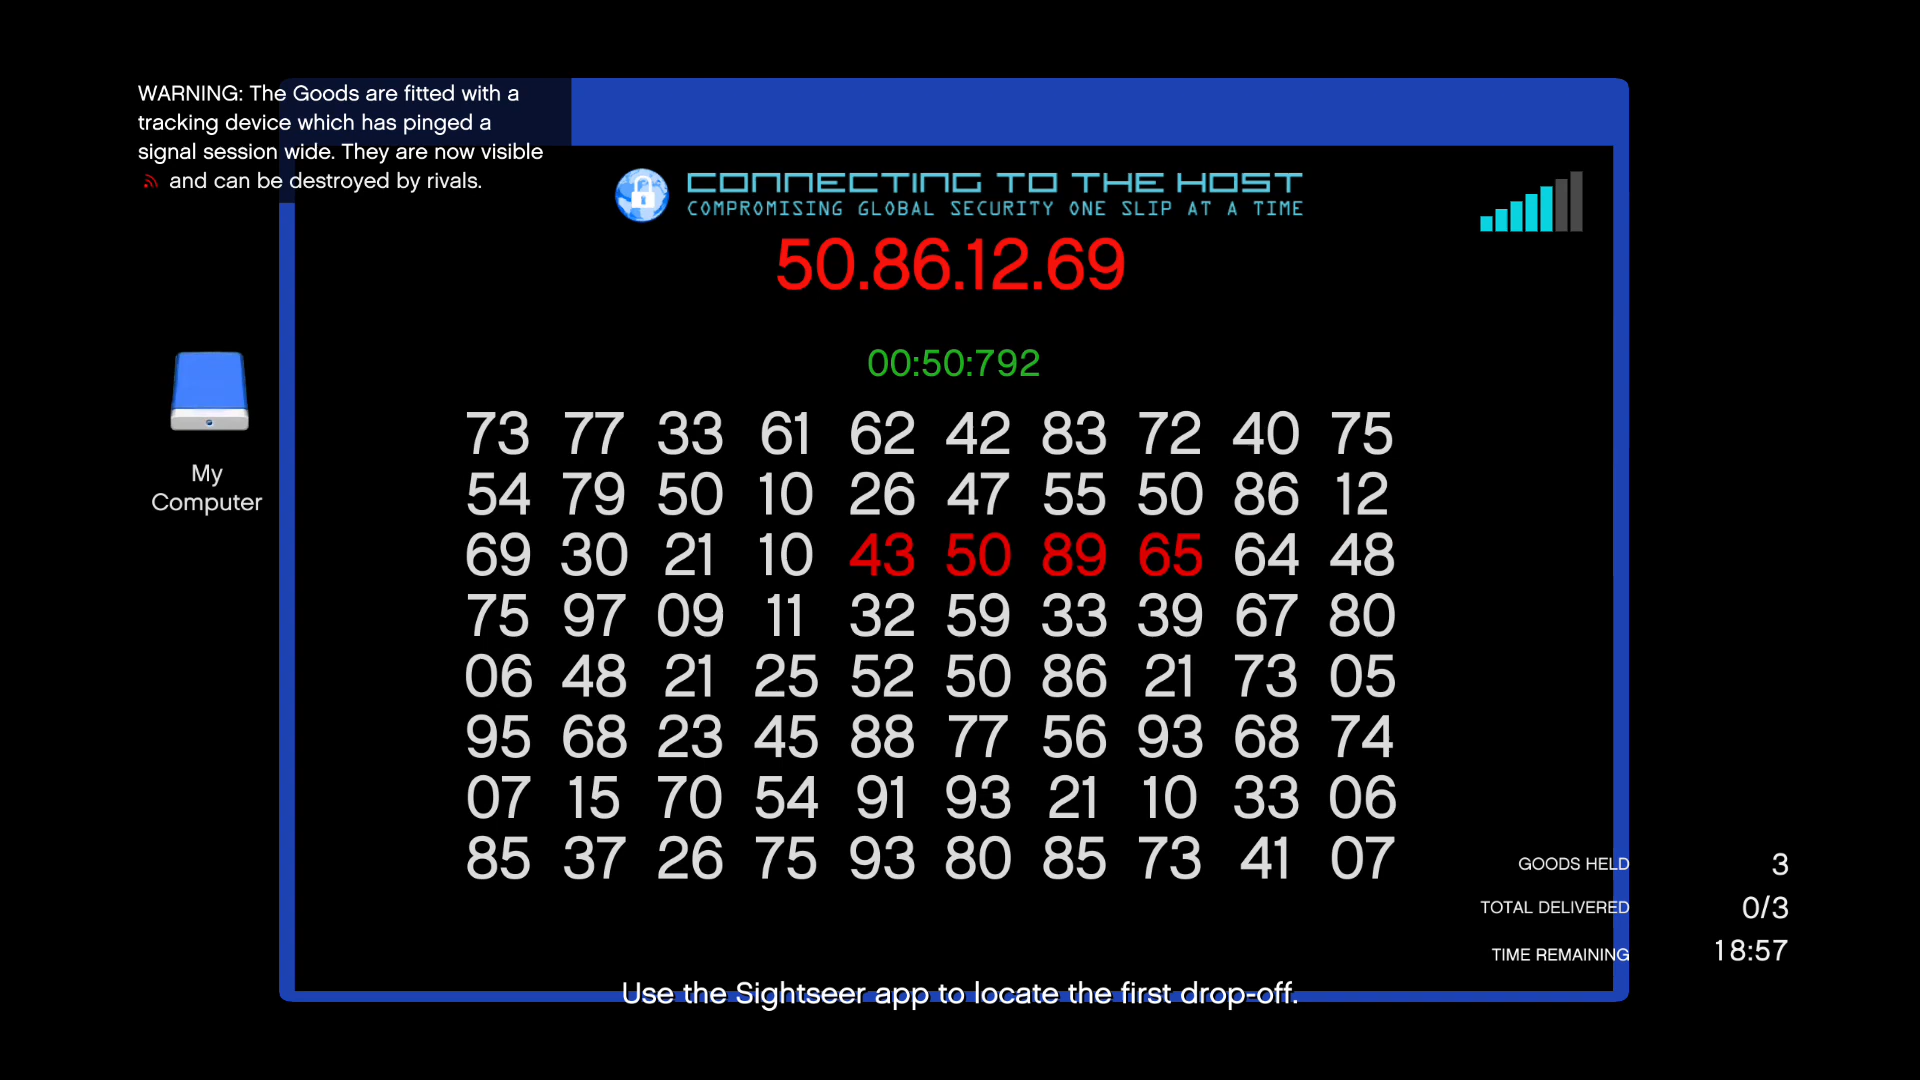 WARNING: The Goods are fitted with a
tracking device which has pinged a
signal session wide. They are now visible
and can be destroyed by rivals.
CONNECTING TO THE HOST
COMPROMISING GLOBAL SECURITY ONE SLIP AT A TIME
50.86.12.69
00:50:792
My
Computer
73 77 33 61 62 42 83 72 40 75
54 79 50 10 26 47 55 50 86 12
69 30 21 10 43 50 89 65 64 48
75 97 09 11 32 59 33 39 67 80
06 48 21 25 52 50 86 21 73 05
95 68 23 45 88 77 56 93 68 74
07 15 70 54 91 93 21 10 33 06
85 37 26 75 93 80 85 73 41 07
GOODS HELD 3
TOTAL DELIVERED 0/3
TIME REMAINING 18:57
Use the Sightseer app to locate the first drop-off.